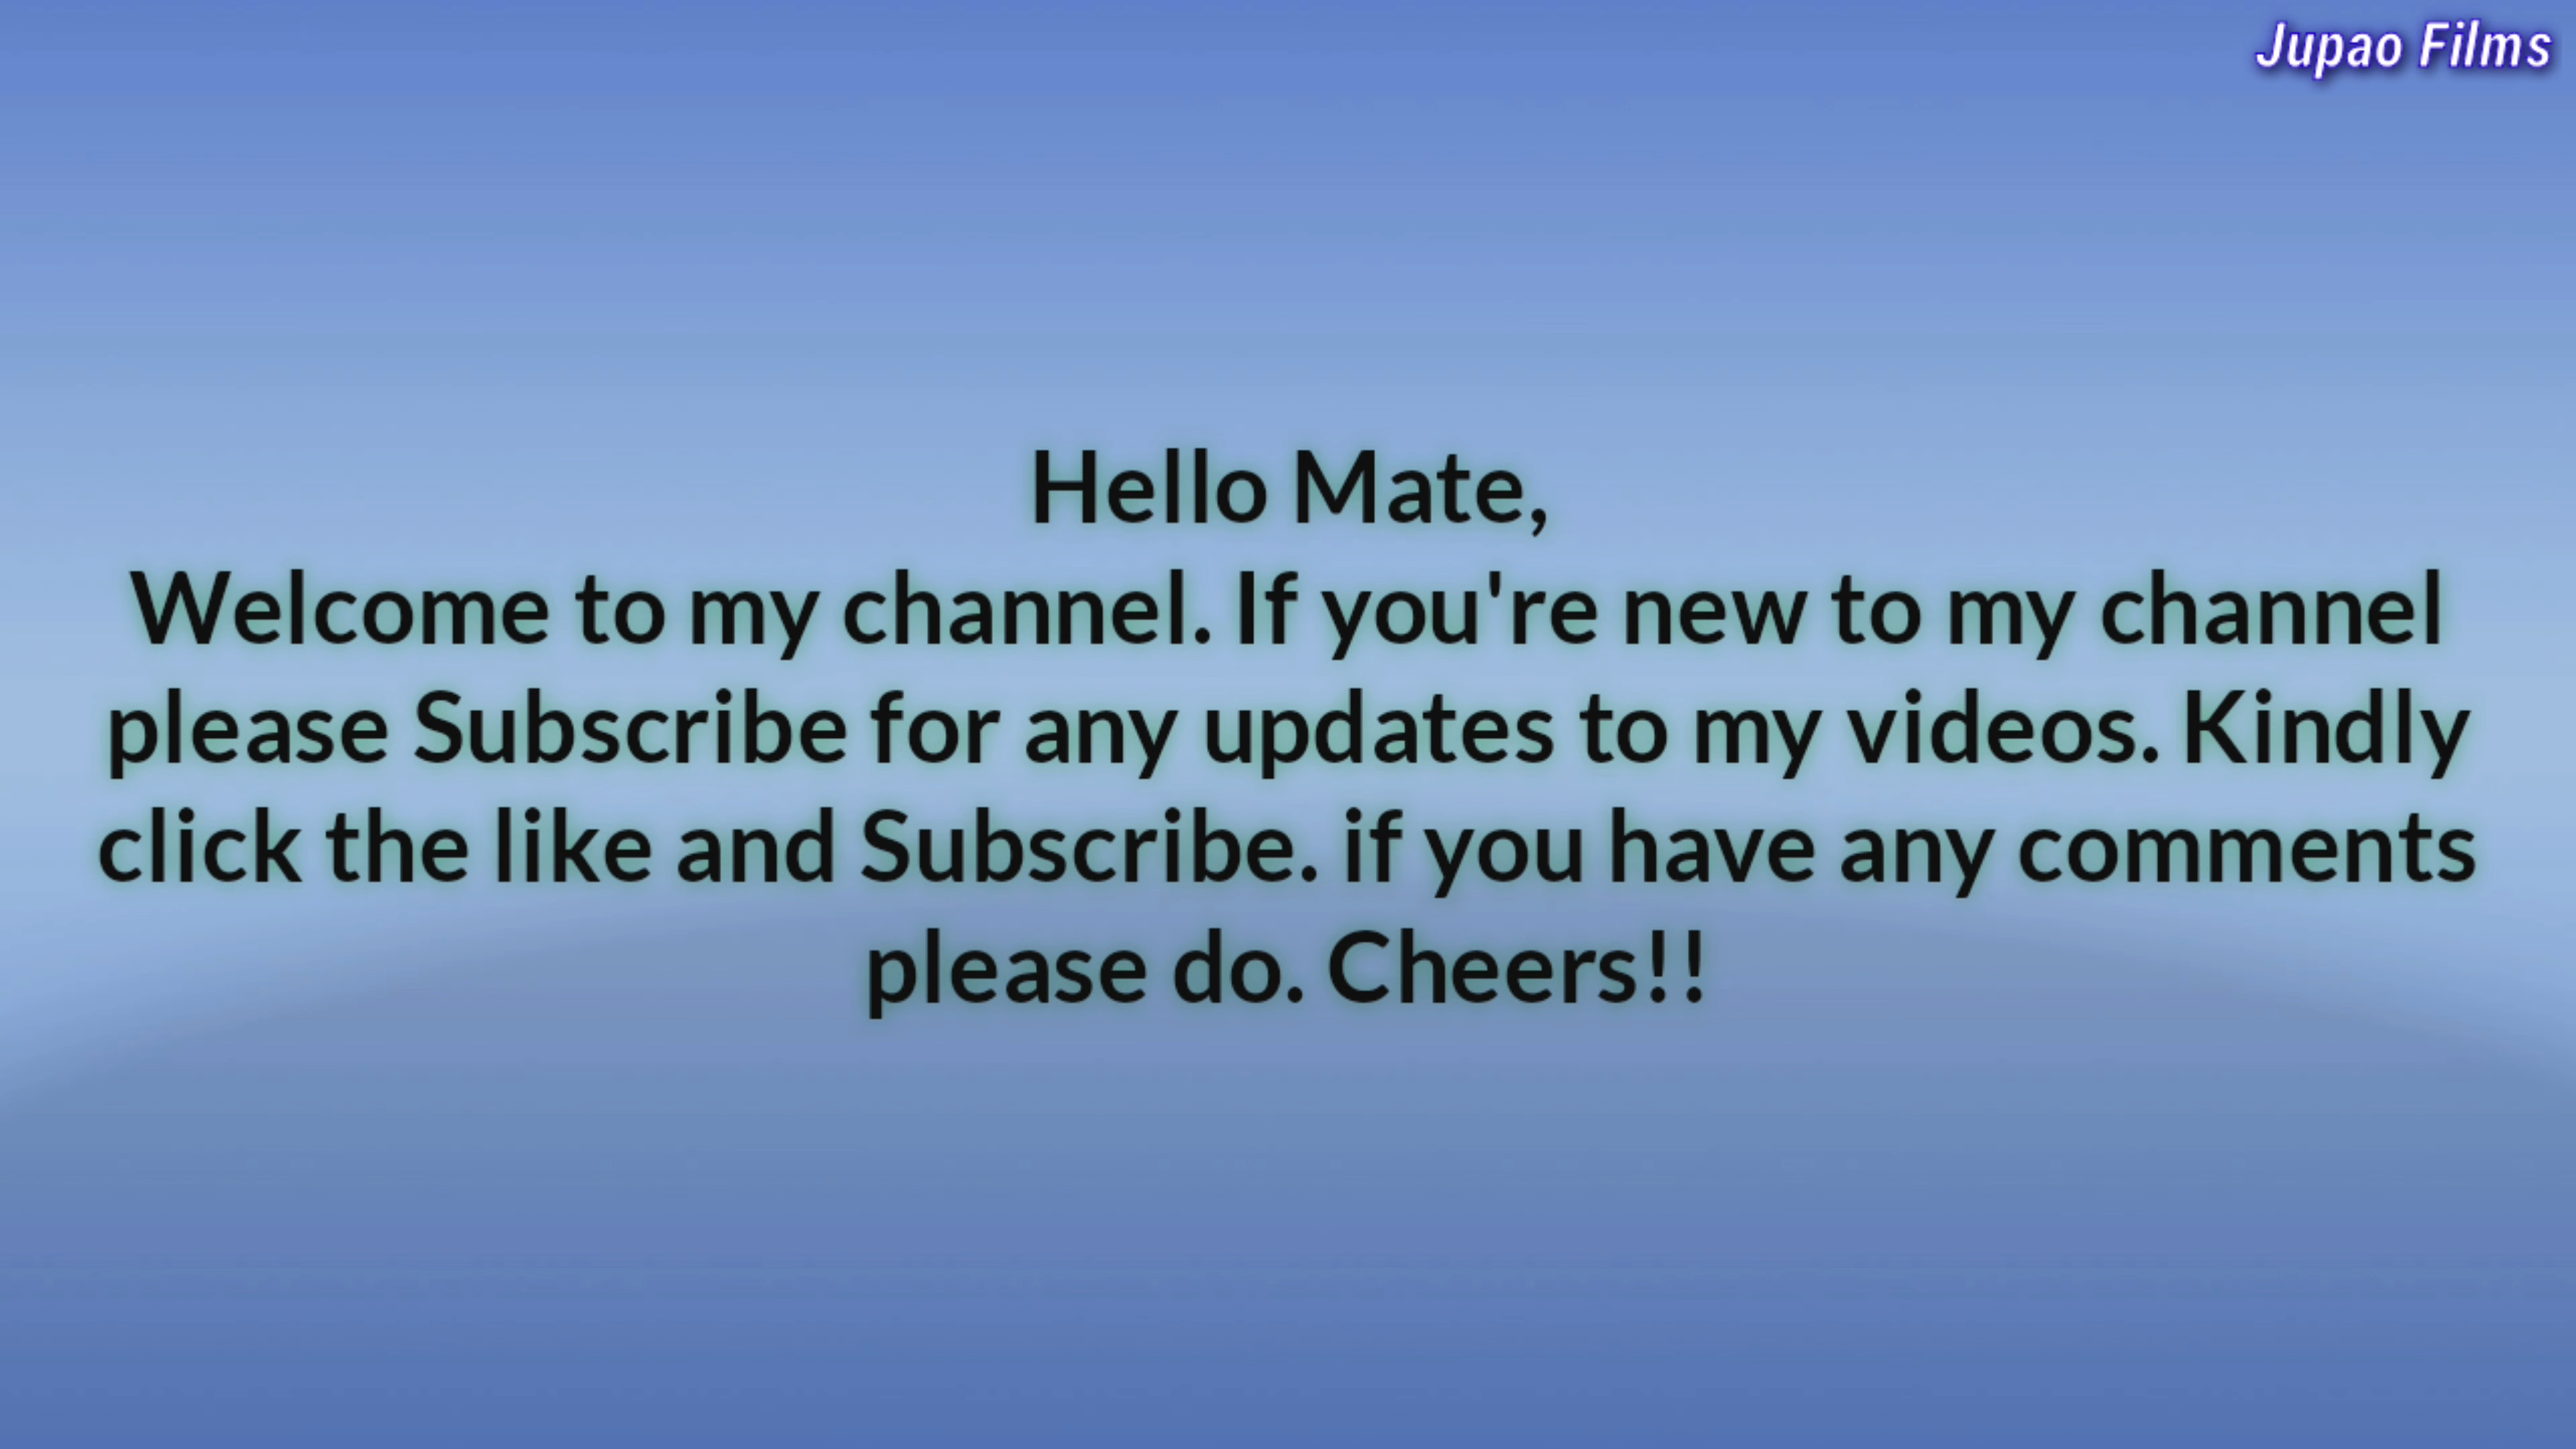 Jupao Films
Hello Mate,
Welcome to my channel. If you're new to my channel
please Subscribe for any updates to my videos. Kindly
click the like and Subscribe. if you have any comments
please do. Cheers!!